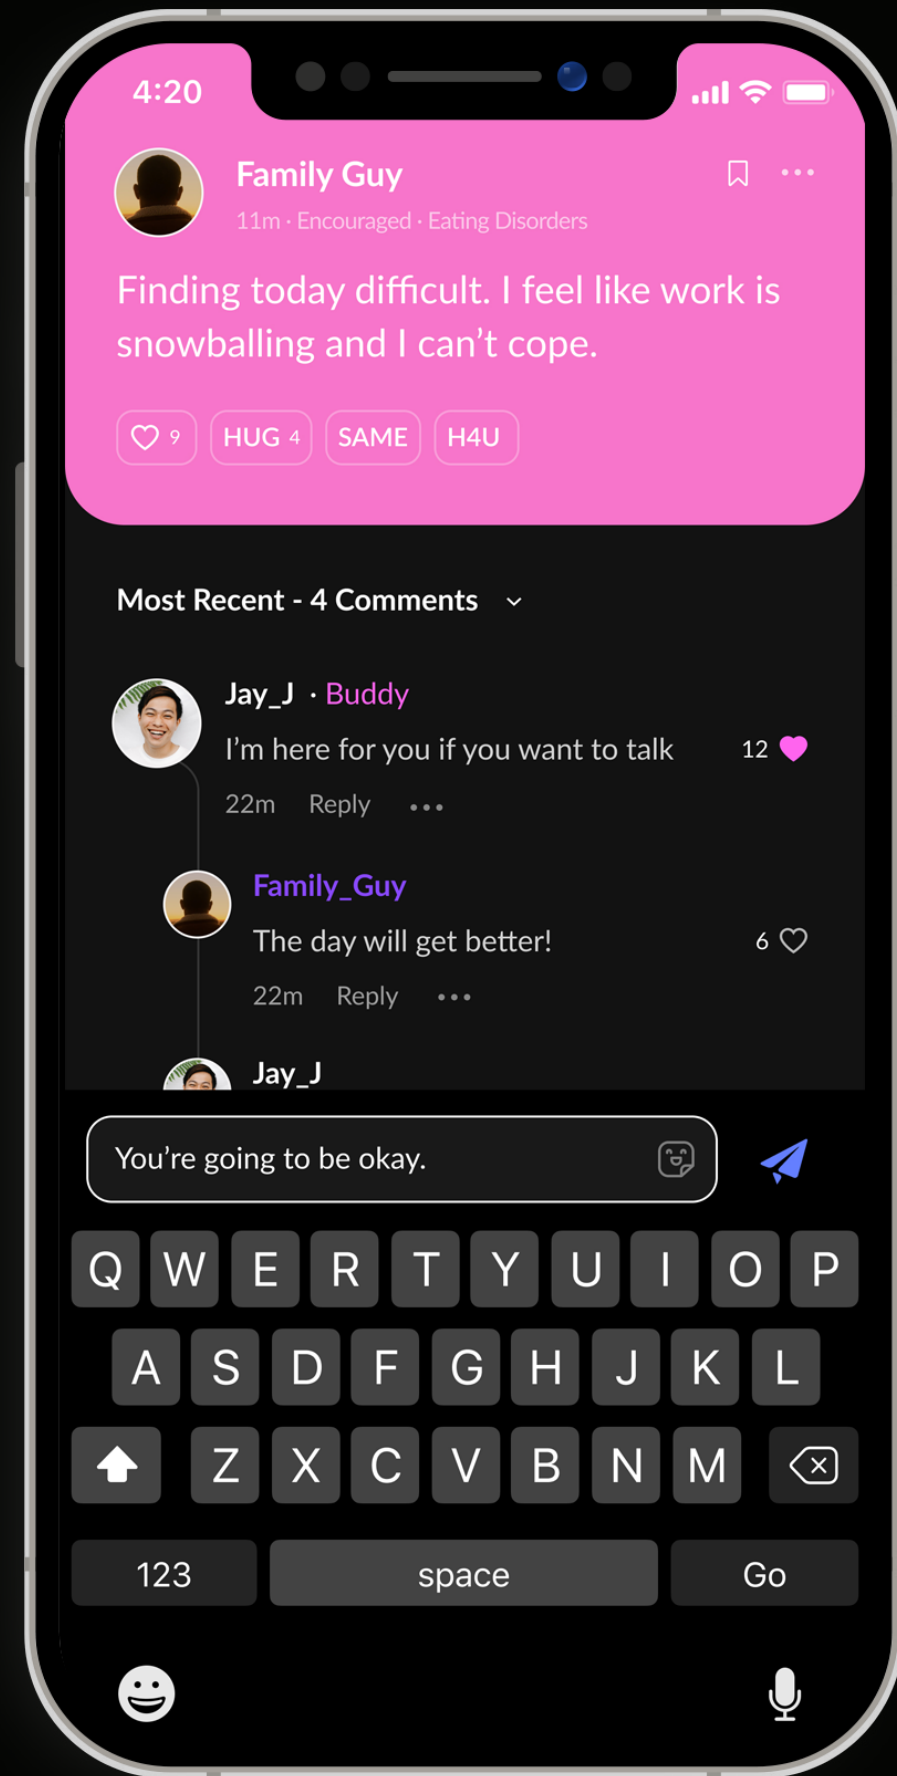 4:20
Family Guy
11m · Encouraged · Eating Disorders
Finding today difficult. I feel like work is
snowballing and I can’t cope.
9 HUG 4 SAME H4U
Most Recent - 4 Comments
Jay_J · Buddy
I’m here for you if you want to talk 12
22m Reply
Family_Guy
The day will get better! 6
22m Reply
Jay_J
You’re going to be okay.
Q W E R T Y U I O P
A S D F G H J K L
Z X C V B N M
123 space Go